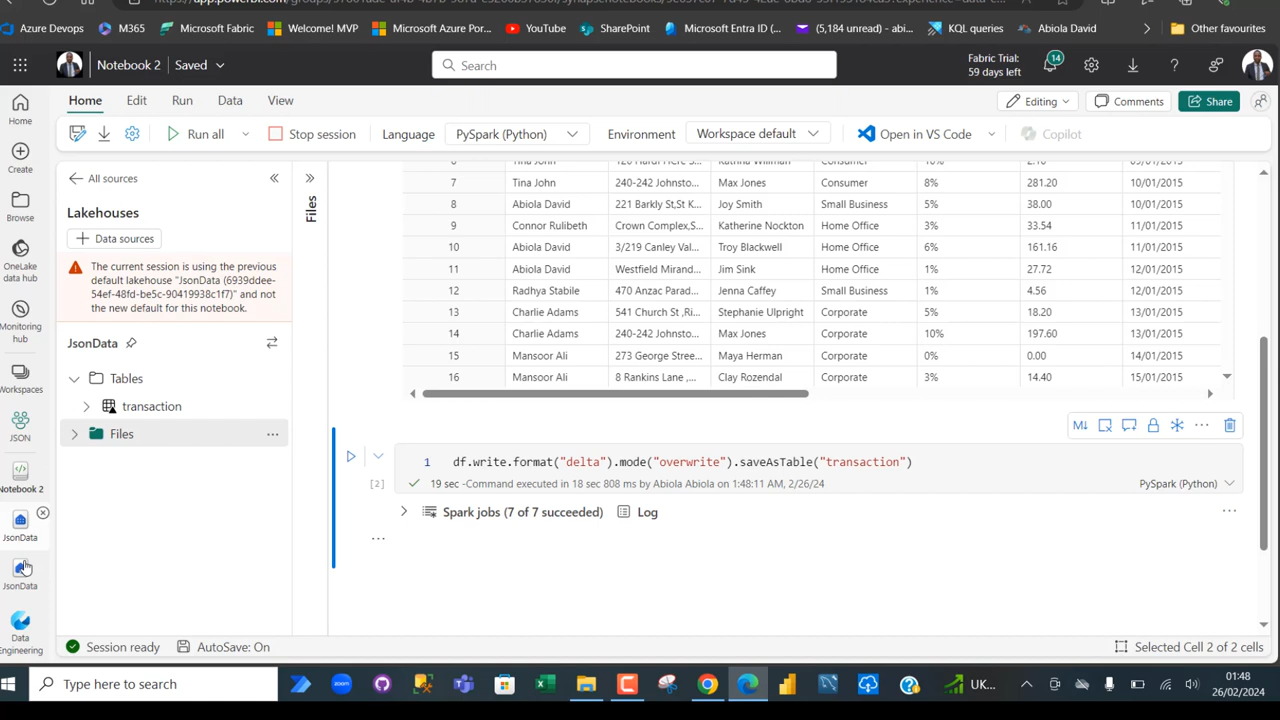 Azure Devops M365 Microsoft Fabric Welcome! MVP Microsoft Azure Por... YouTube SharePoint Microsoft Entra ID (... (5,184 unread) - abi... KQL queries Abiola David Other favourites
Notebook 2 Saved Search Fabric Trial: 59 days left 14
Home Edit Run Data View Editing Comments Share
Run all Stop session Language PySpark (Python) Environment Workspace default Open in VS Code Copilot
Home
Create
Browse
OneLake data hub
Monitoring hub
Workspaces
JSON
Notebook 2
JsonData
JsonData
Data Engineering
All sources
Lakehouses
Data sources
The current session is using the previous
default lakehouse "JsonData (6939ddee-
54ef-48fd-be5c-90419938c1f7)" and not
the new default for this notebook.
JsonData
Tables
transaction
Files
Files
7 Tina John 240-242 Johnsto... Max Jones Consumer 8% 281.20 10/01/2015
8 Abiola David 221 Barkly St,St K... Joy Smith Small Business 5% 38.00 10/01/2015
9 Connor Rulibeth Crown Complex,S... Katherine Nockton Home Office 3% 33.54 11/01/2015
10 Abiola David 3/219 Canley Val... Troy Blackwell Home Office 6% 161.16 11/01/2015
11 Abiola David Westfield Mirand... Jim Sink Home Office 1% 27.72 12/01/2015
12 Radhya Stabile 470 Anzac Parad... Jenna Caffey Small Business 1% 4.56 12/01/2015
13 Charlie Adams 541 Church St ,Ri... Stephanie Ulpright Corporate 5% 18.20 13/01/2015
14 Charlie Adams 240-242 Johnsto... Max Jones Corporate 10% 197.60 13/01/2015
15 Mansoor Ali 273 George Stree... Maya Herman Corporate 0% 0.00 14/01/2015
16 Mansoor Ali 8 Rankins Lane ,... Clay Rozendal Corporate 3% 14.40 15/01/2015
M↓
1 df.write.format("delta").mode("overwrite").saveAsTable("transaction")
[2] 19 sec -Command executed in 18 sec 808 ms by Abiola Abiola on 1:48:11 AM, 2/26/24 PySpark (Python)
Spark jobs (7 of 7 succeeded) Log
Session ready AutoSave: On Selected Cell 2 of 2 cells
Type here to search zoom UK... 01:48
26/02/2024